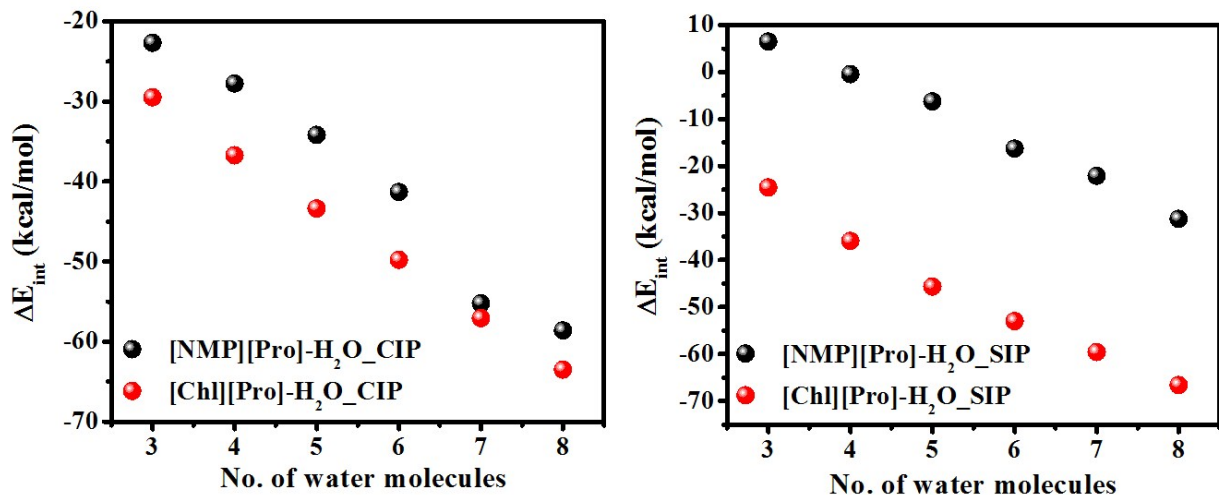 -20
-30
-40
-50
-60
-70
ΔE_int (kcal/mol)
[NMP][Pro]-H₂O_CIP
[Chl][Pro]-H₂O_CIP
3 4 5 6 7 8
No. of water molecules
10
0
-10
-20
-30
-40
-50
-60
-70
ΔE_int (kcal/mol)
[NMP][Pro]-H₂O_SIP
[Chl][Pro]-H₂O_SIP
3 4 5 6 7 8
No. of water molecules